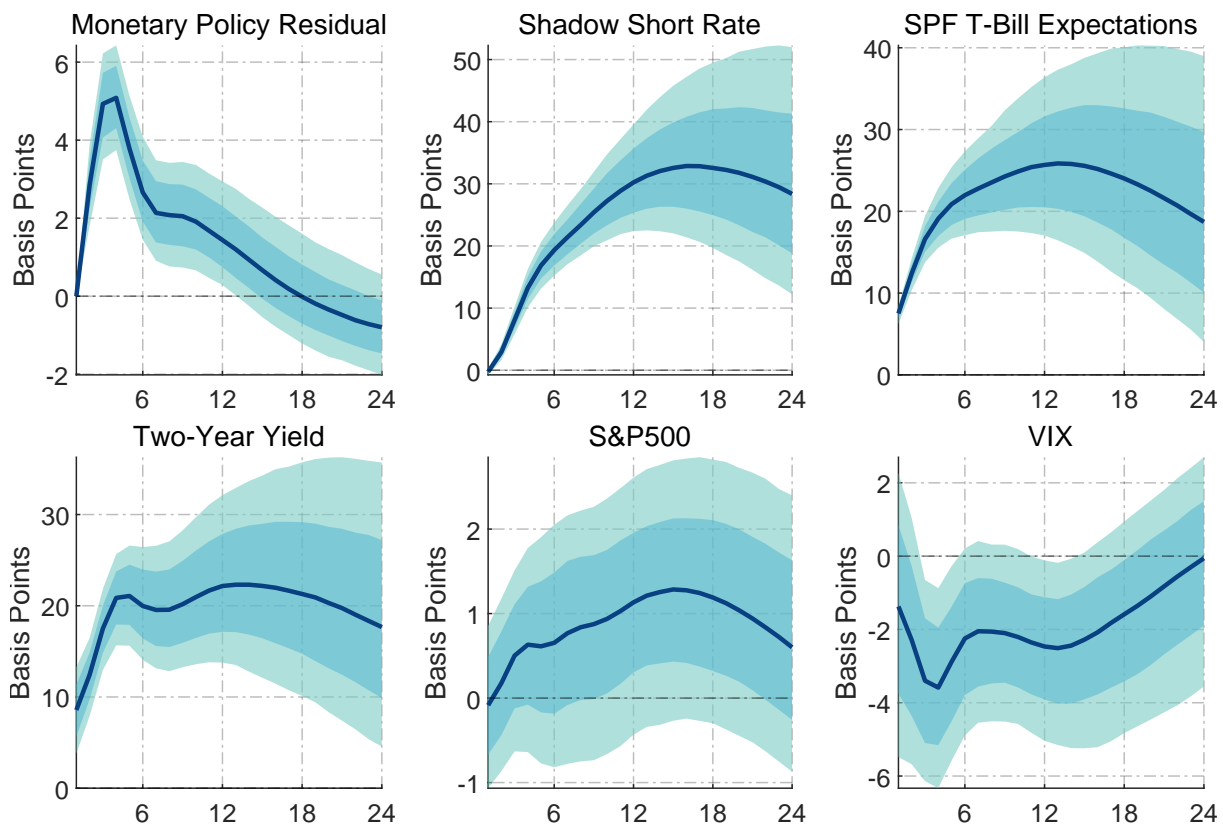 Monetary Policy Residual
Basis Points
6
4
2
0
-2
6 12 18 24
Shadow Short Rate
Basis Points
50
40
30
20
10
0
6 12 18 24
SPF T-Bill Expectations
Basis Points
40
30
20
10
0
6 12 18 24
Two-Year Yield
Basis Points
30
20
10
0
6 12 18 24
S&P500
Basis Points
2
1
0
-1
6 12 18 24
VIX
Basis Points
2
0
-2
-4
-6
6 12 18 24